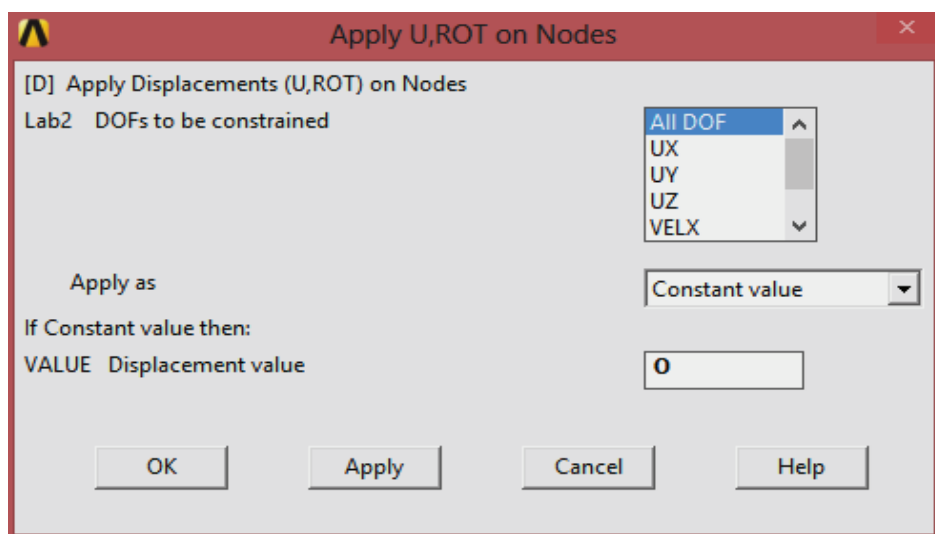 Apply U,ROT on Nodes
[D] Apply Displacements (U,ROT) on Nodes
Lab2 DOFs to be constrained
All DOF
UX
UY
UZ
VELX
Apply as
Constant value
If Constant value then:
VALUE Displacement value
0
OK
Apply
Cancel
Help